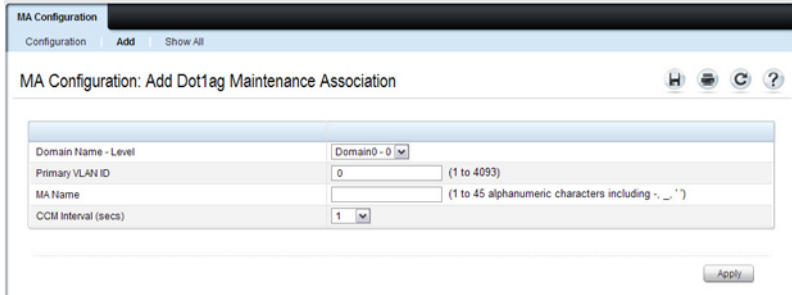 MA Configuration
Configuration Add Show All
MA Configuration: Add Dot1ag Maintenance Association
Domain Name - Level Domain0 - 0
Primary VLAN ID 0 (1 to 4093)
MA Name (1 to 45 alphanumeric characters including -, _, ' ')
CCM Interval (secs) 1
Apply